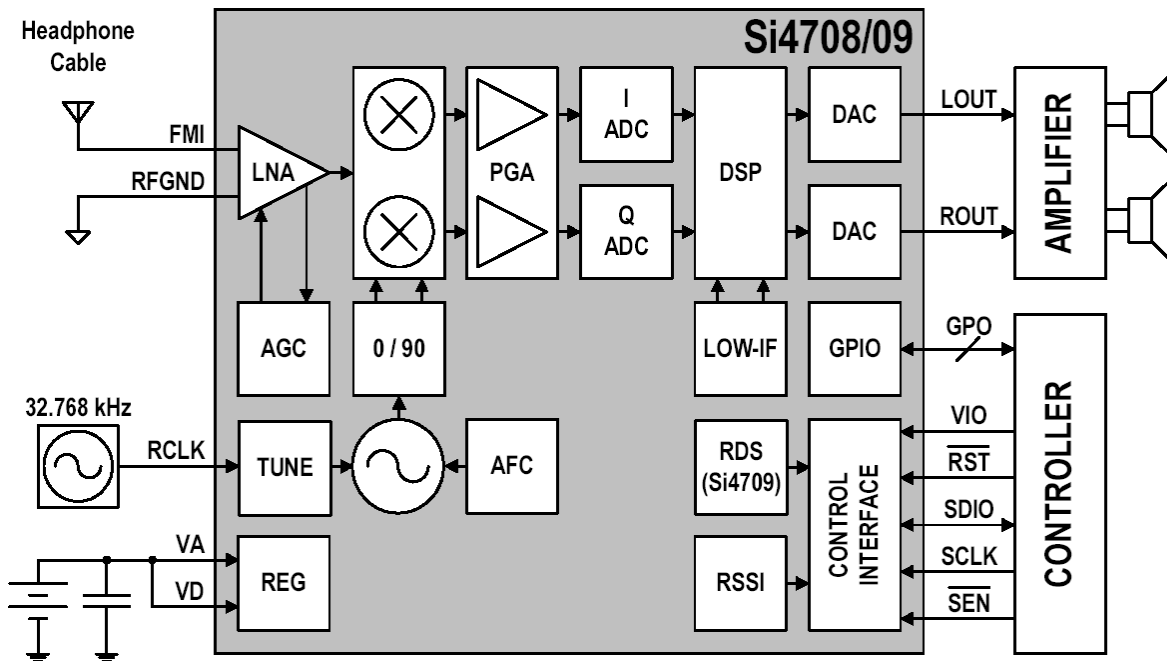 Si4708/09
Headphone
Cable
FMI
RFGND
LNA
PGA
I
ADC
Q
ADC
DSP
DAC
DAC
LOUT
ROUT
AMPLIFIER
AGC
0 / 90
LOW-IF
GPIO
GPO
32.768 kHz
RCLK
TUNE
AFC
RDS
(Si4709)
CONTROL
INTERFACE
VIO
RST
SDIO
SCLK
SEN
CONTROLLER
VA
VD
REG
RSSI